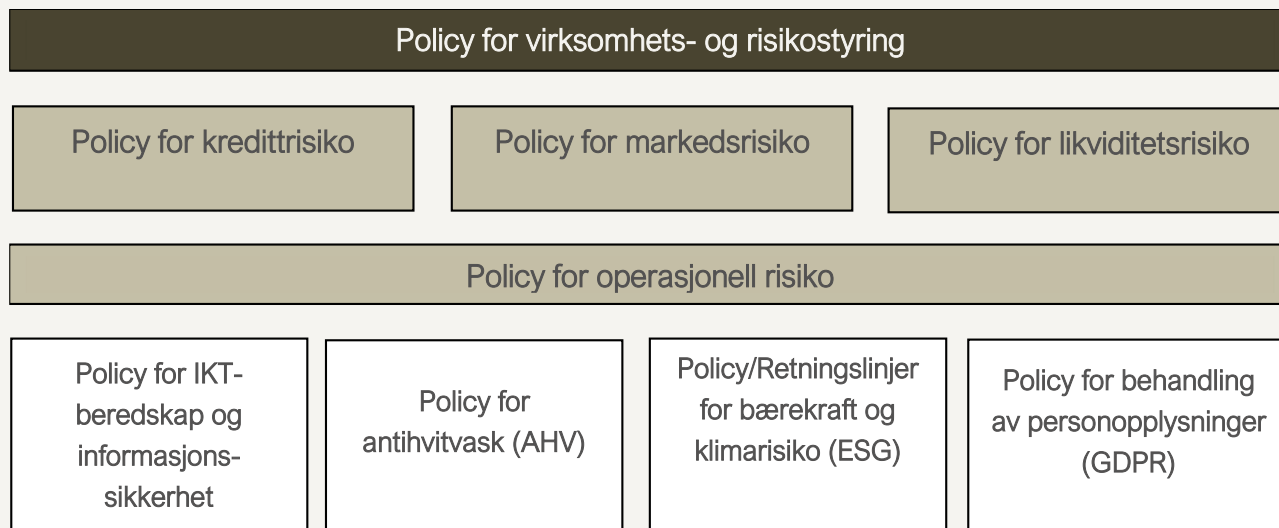 Policy for virksomhets- og risikostyring
Policy for kredittrisiko
Policy for markedsrisiko
Policy for likviditetsrisiko
Policy for operasjonell risiko
Policy for IKT-
beredskap og
informasjons-
sikkerhet
Policy for
antihvitvask (AHV)
Policy/Retningslinjer
for bærekraft og
klimarisiko (ESG)
Policy for behandling
av personopplysninger
(GDPR)